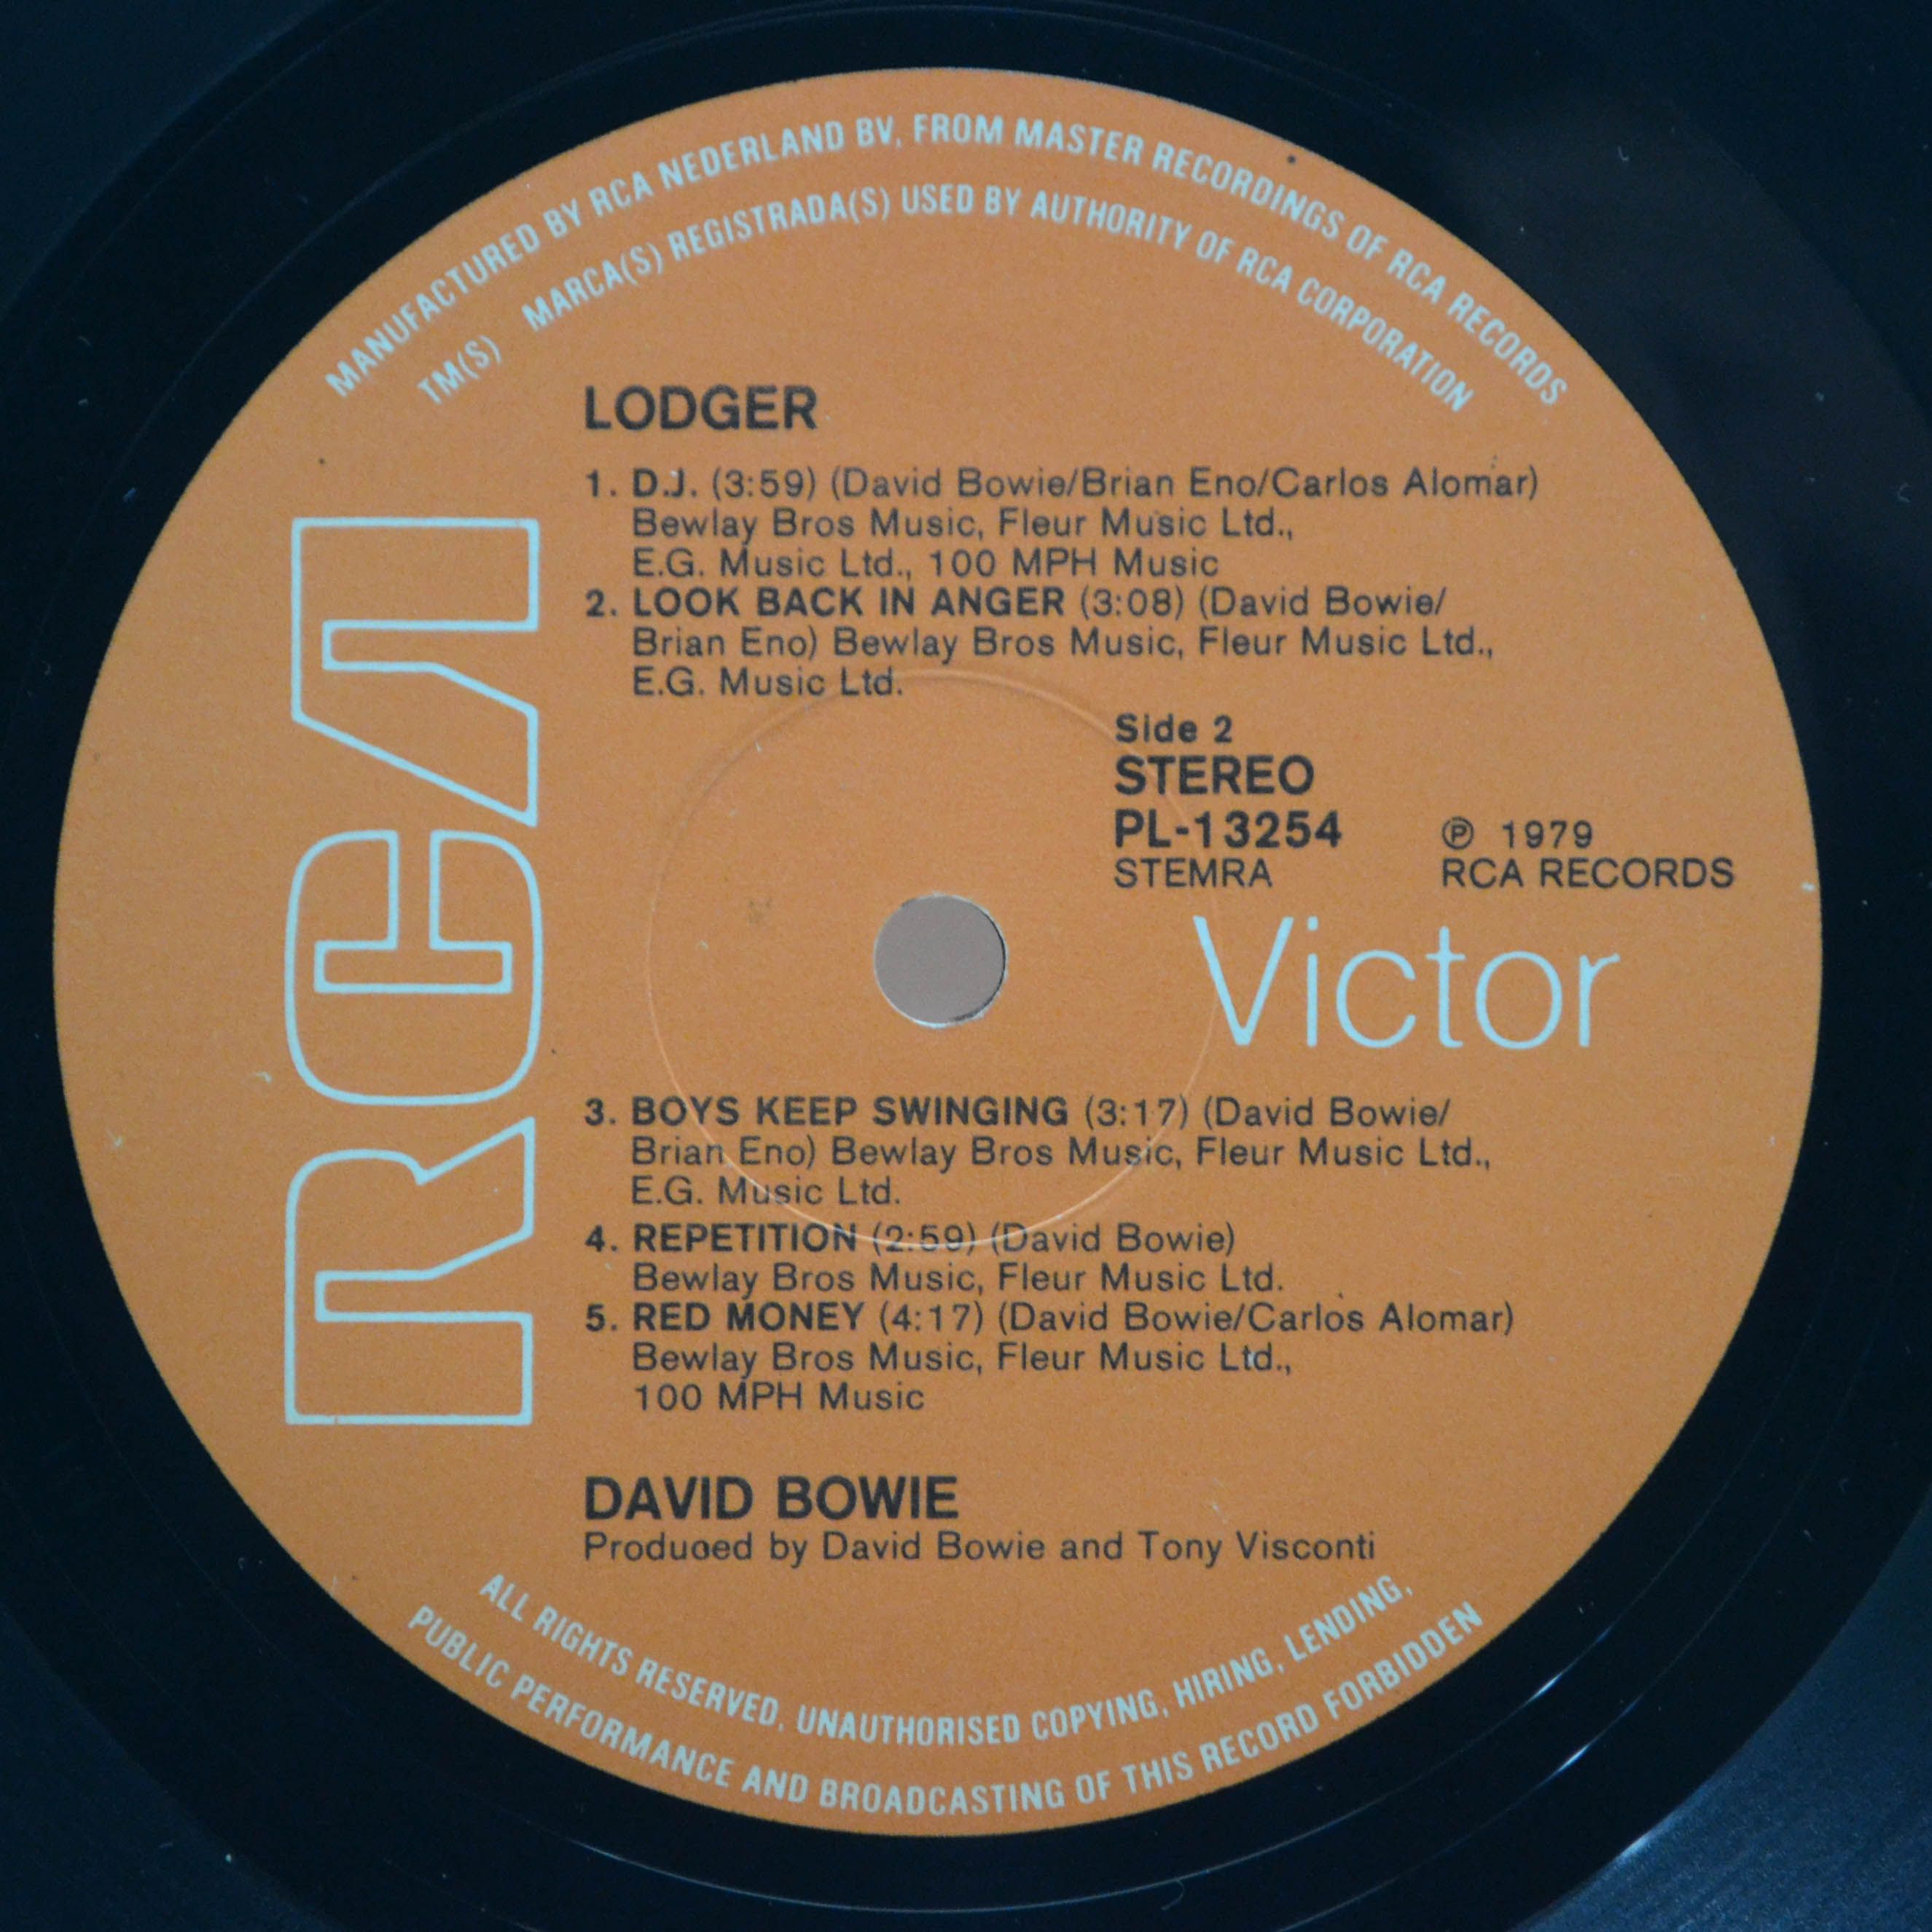 MANUFACTURED BY RCA NEDERLAND BV, FROM MASTER RECORDINGS OF RCA RECORDS
TM(S) MARCA(S) REGISTRADA(S) USED BY AUTHORITY OF RCA CORPORATION
LODGER
1. D.J. (3:59) (David Bowie/Brian Eno/Carlos Alomar)
Bewlay Bros Music, Fleur Music Ltd.,
E.G. Music Ltd., 100 MPH Music
2. LOOK BACK IN ANGER (3:08) (David Bowie/
Brian Eno) Bewlay Bros Music, Fleur Music Ltd.,
E.G. Music Ltd.
Side 2
STEREO
PL-13254
STEMRA
℗ 1979
RCA RECORDS
RCA
Victor
3. BOYS KEEP SWINGING (3:17) (David Bowie/
Brian Eno) Bewlay Bros Music, Fleur Music Ltd.,
E.G. Music Ltd.
4. REPETITION (2:59) (David Bowie)
Bewlay Bros Music, Fleur Music Ltd.
5. RED MONEY (4:17) (David Bowie/Carlos Alomar)
Bewlay Bros Music, Fleur Music Ltd.,
100 MPH Music
DAVID BOWIE
Produced by David Bowie and Tony Visconti
ALL RIGHTS RESERVED, UNAUTHORISED COPYING, HIRING, LENDING,
PUBLIC PERFORMANCE AND BROADCASTING OF THIS RECORD FORBIDDEN